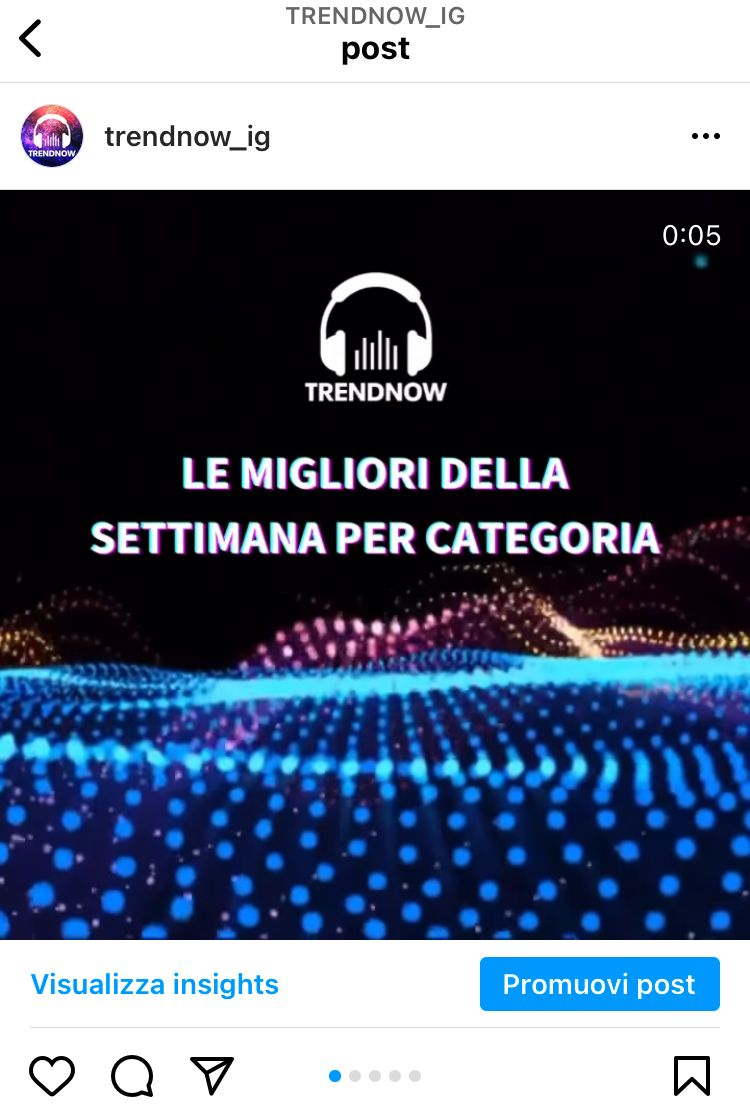 TRENDNOW_IG
post
TRENDNOW
trendnow_ig
0:05
TRENDNOW
LE MIGLIORI DELLA
SETTIMANA PER CATEGORIA
Visualizza insights
Promuovi post